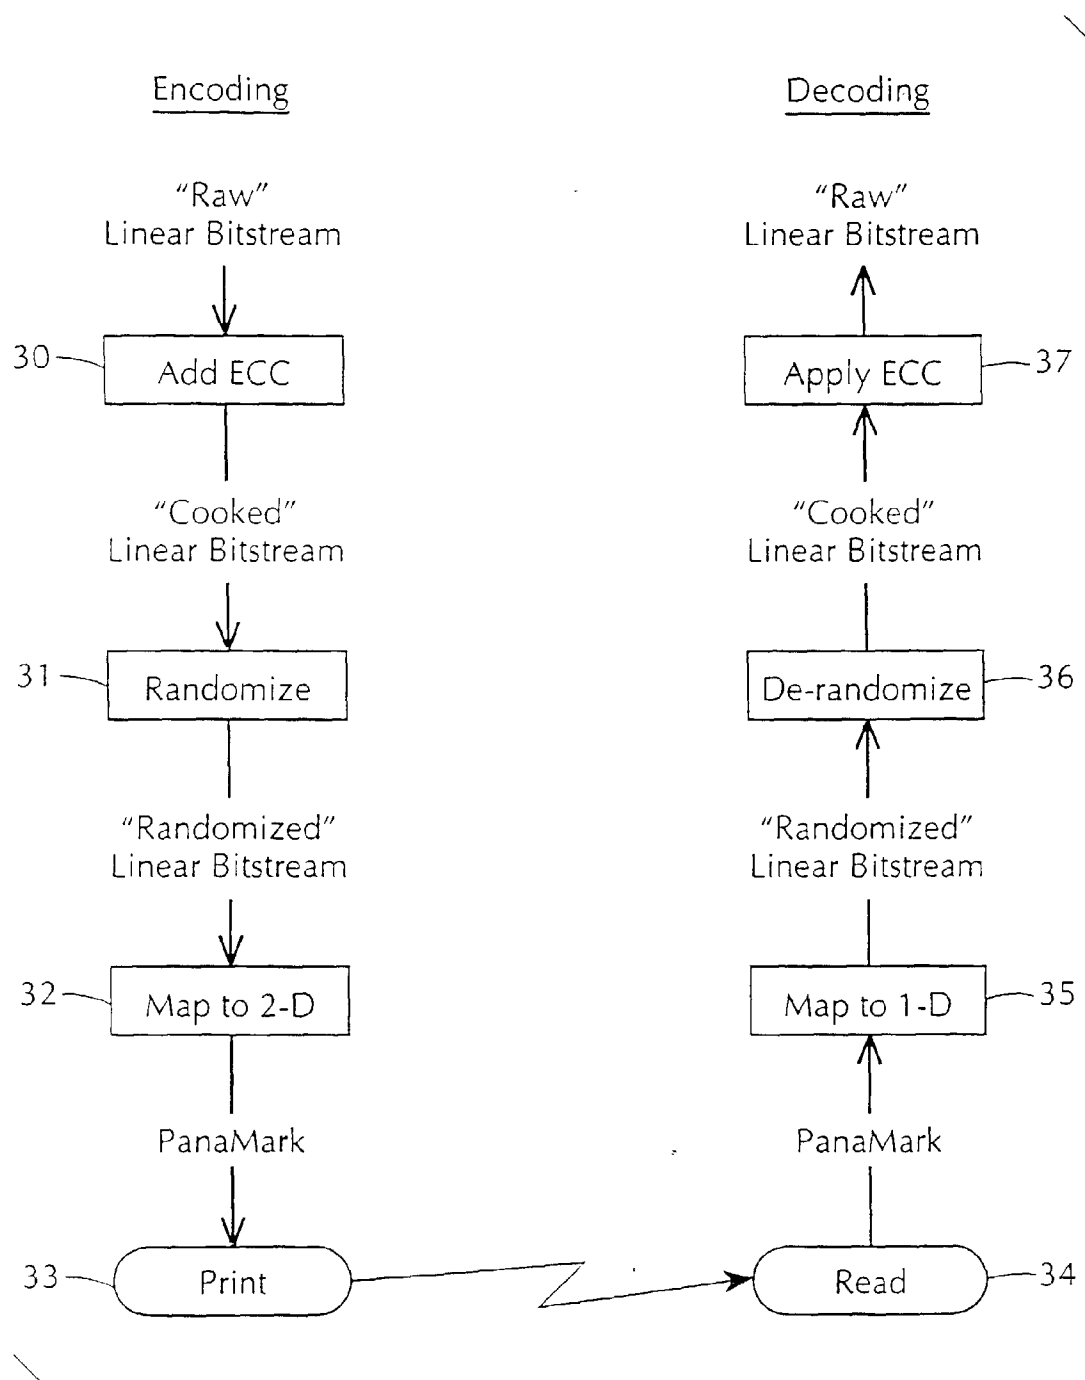 Encoding
"Raw"
Linear Bitstream
30
Add ECC
"Cooked"
Linear Bitstream
31
Randomize
"Randomized"
Linear Bitstream
32
Map to 2-D
PanaMark
33
Print
Decoding
"Raw"
Linear Bitstream
Apply ECC
37
"Cooked"
Linear Bitstream
De-randomize
36
"Randomized"
Linear Bitstream
Map to 1-D
35
PanaMark
Read
34